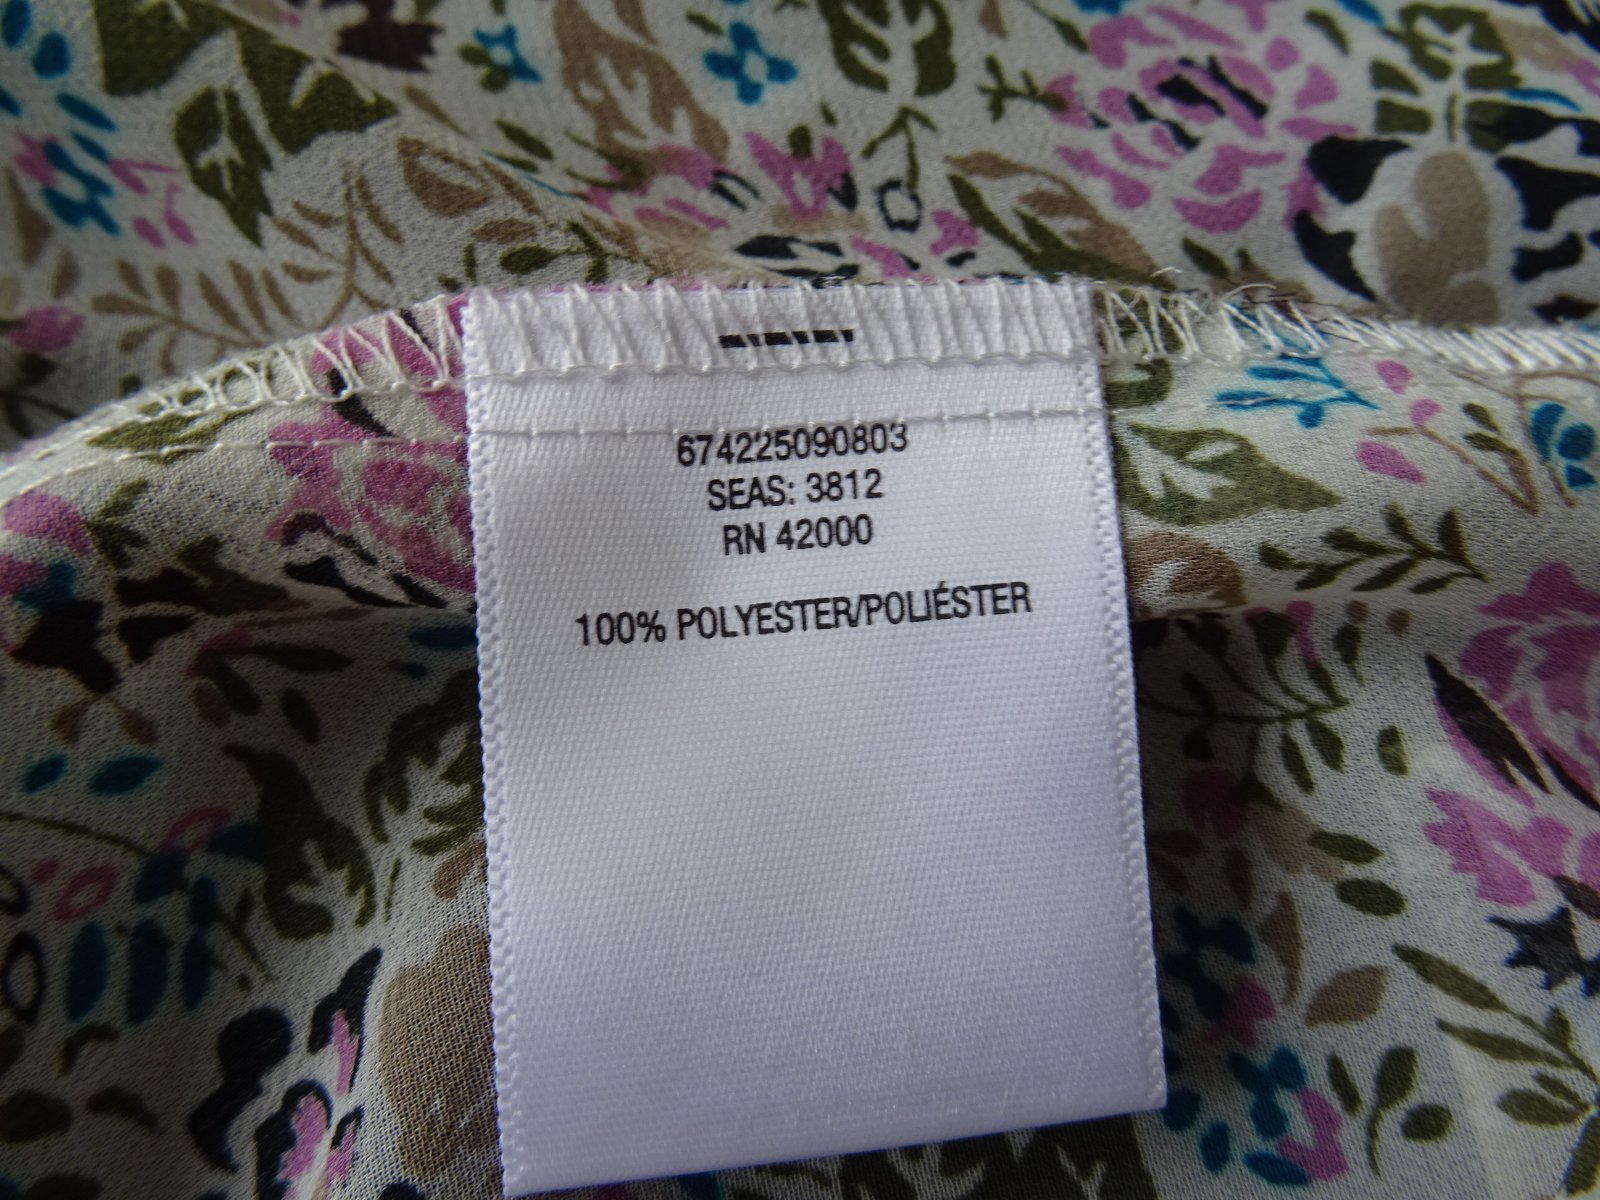 674225090803
SEAS: 3812
RN 42000
100% POLYESTER/POLIÉSTER